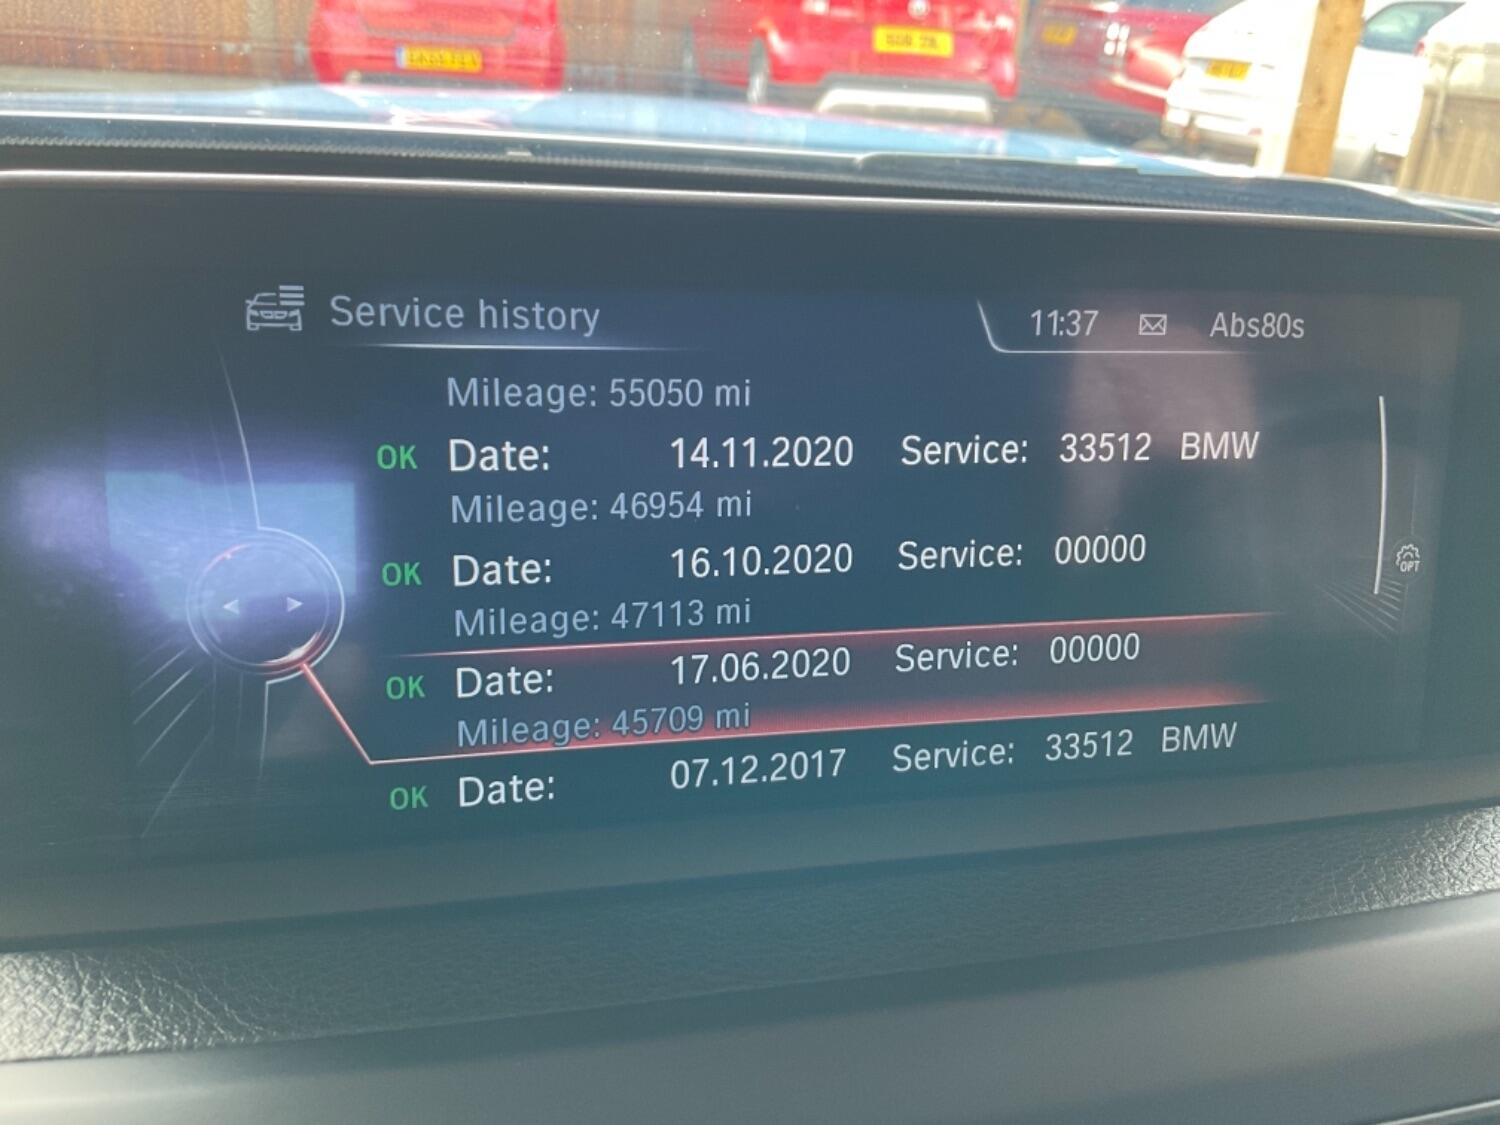 Service history
11:37 Abs80s
Mileage: 55050 mi
OK Date: 14.11.2020 Service: 33512 BMW
Mileage: 46954 mi
OK Date: 16.10.2020 Service: 00000
Mileage: 47113 mi
OK Date: 17.06.2020 Service: 00000
Mileage: 45709 mi
OK Date: 07.12.2017 Service: 33512 BMW
OPT